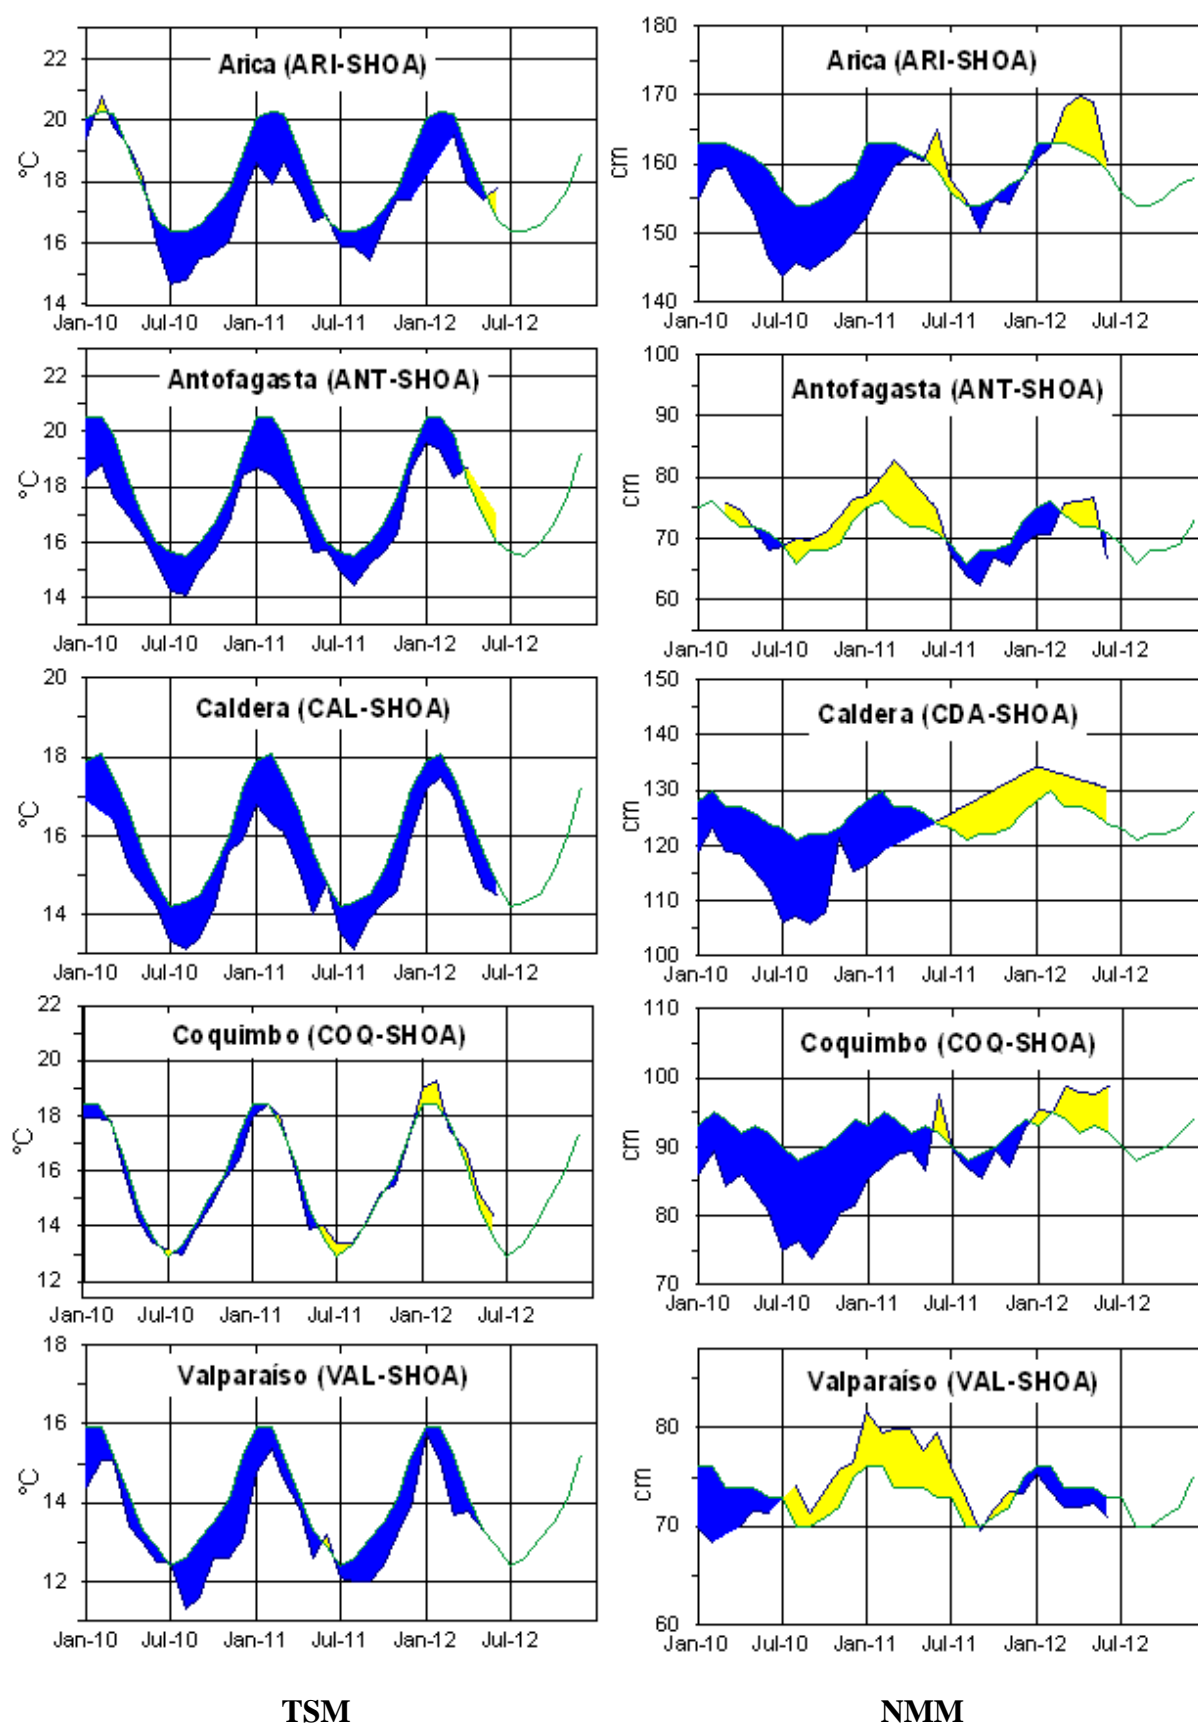 22
20
18
16
14
°C
Arica (ARI-SHOA)
Jan-10 Jul-10 Jan-11 Jul-11 Jan-12 Jul-12
180
170
160
150
140
cm
Arica (ARI-SHOA)
Jan-10 Jul-10 Jan-11 Jul-11 Jan-12 Jul-12
22
20
18
16
14
°C
Antofagasta (ANT-SHOA)
Jan-10 Jul-10 Jan-11 Jul-11 Jan-12 Jul-12
100
90
80
70
60
cm
Antofagasta (ANT-SHOA)
Jan-10 Jul-10 Jan-11 Jul-11 Jan-12 Jul-12
20
18
16
14
°C
Caldera (CAL-SHOA)
Jan-10 Jul-10 Jan-11 Jul-11 Jan-12 Jul-12
150
140
130
120
110
100
cm
Caldera (CDA-SHOA)
Jan-10 Jul-10 Jan-11 Jul-11 Jan-12 Jul-12
22
20
18
16
14
12
°C
Coquimbo (COQ-SHOA)
Jan-10 Jul-10 Jan-11 Jul-11 Jan-12 Jul-12
110
100
90
80
70
cm
Coquimbo (COQ-SHOA)
Jan-10 Jul-10 Jan-11 Jul-11 Jan-12 Jul-12
18
16
14
12
°C
Valparaíso (VAL-SHOA)
Jan-10 Jul-10 Jan-11 Jul-11 Jan-12 Jul-12
80
70
60
cm
Valparaíso (VAL-SHOA)
Jan-10 Jul-10 Jan-11 Jul-11 Jan-12 Jul-12
TSM
NMM